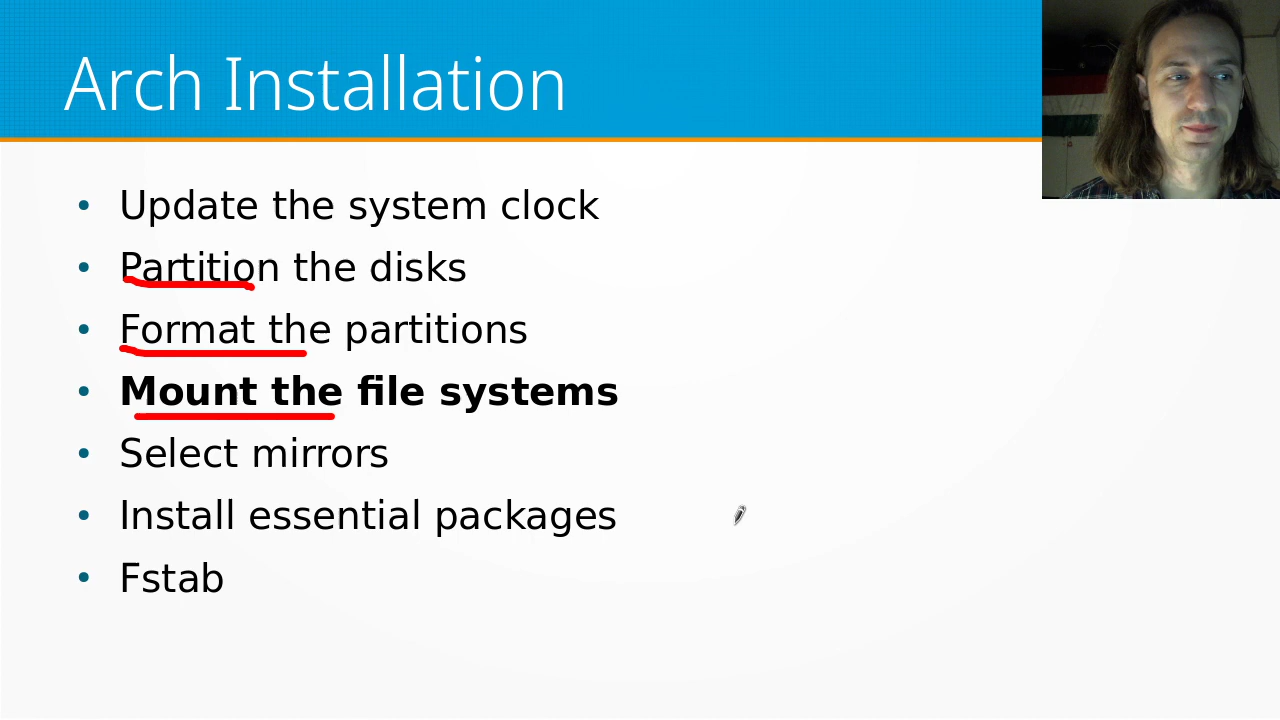 Arch Installation
Update the system clock
Partition the disks
Format the partitions
Mount the file systems
Select mirrors
Install essential packages
Fstab